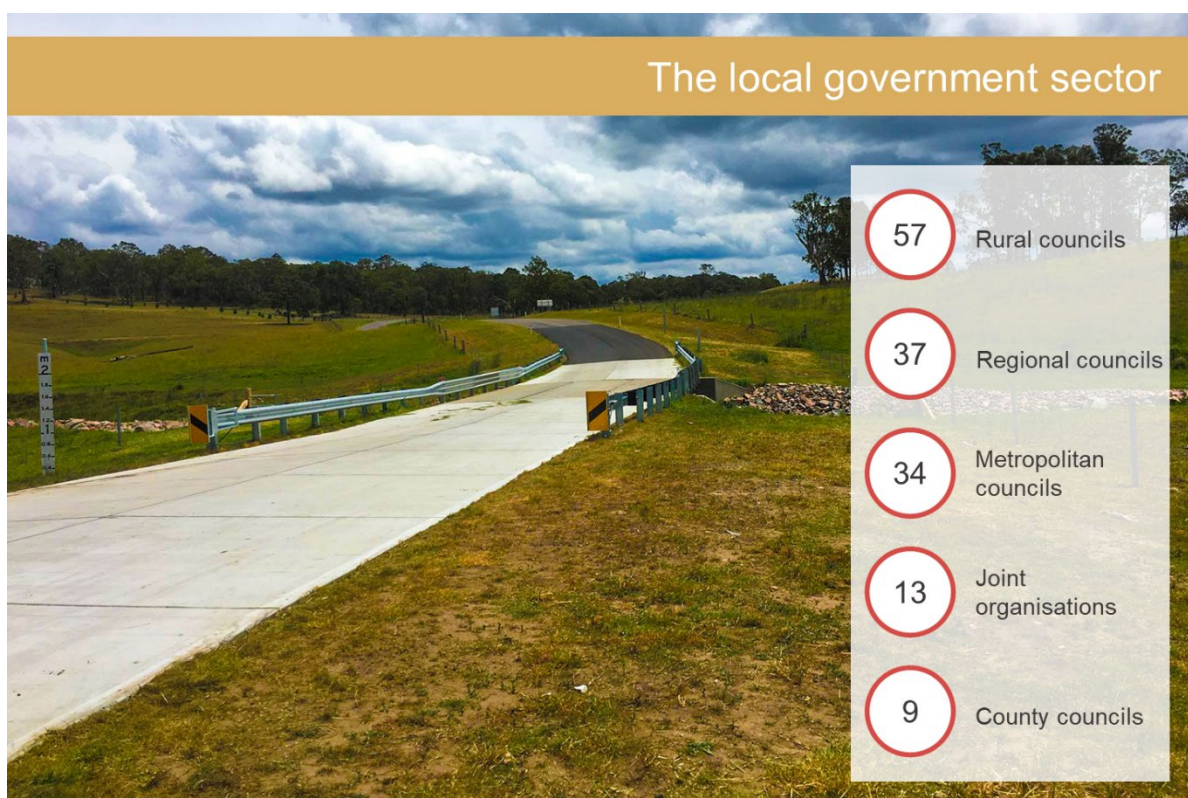 The local government sector
57
Rural councils
37
Regional councils
34
Metropolitan
councils
13
Joint
organisations
9
County councils
m
2